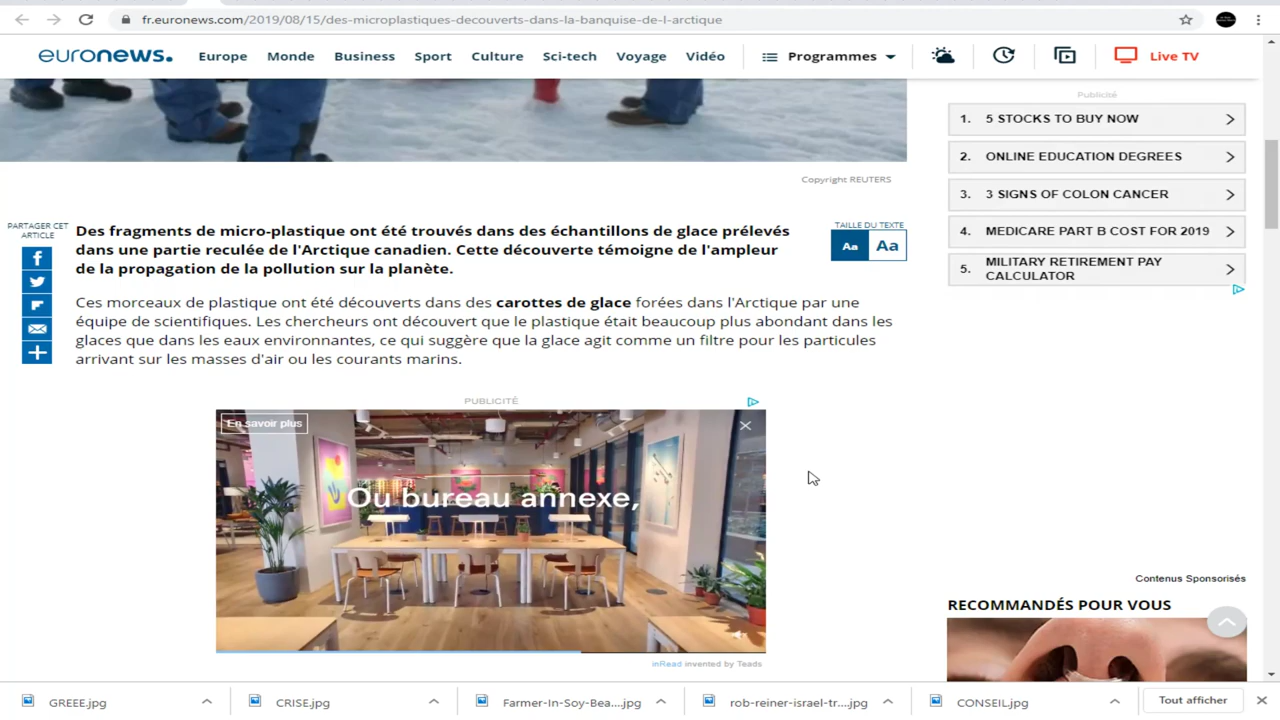 fr.euronews.com/2019/08/15/des-microplastiques-decouverts-dans-la-banquise-de-l-arctique
euronews.
Europe
Monde
Business
Sport
Culture
Sci-tech
Voyage
Vidéo
Programmes
Live TV
Copyright REUTERS
PARTAGER CET
ARTICLE
TAILLE DU TEXTE
Aa
Aa
Des fragments de micro-plastique ont été trouvés dans des échantillons de glace prélevés
dans une partie reculée de l'Arctique canadien. Cette découverte témoigne de l'ampleur
de la propagation de la pollution sur la planète.
Ces morceaux de plastique ont été découverts dans des carottes de glace forées dans l'Arctique par une
équipe de scientifiques. Les chercheurs ont découvert que le plastique était beaucoup plus abondant dans les
glaces que dans les eaux environnantes, ce qui suggère que la glace agit comme un filtre pour les particules
arrivant sur les masses d'air ou les courants marins.
PUBLICITÉ
En savoir plus
Ou bureau annexe,
inRead invented by Teads
Publicité
1. 5 STOCKS TO BUY NOW
2. ONLINE EDUCATION DEGREES
3. 3 SIGNS OF COLON CANCER
4. MEDICARE PART B COST FOR 2019
5. MILITARY RETIREMENT PAY
CALCULATOR
Contenus Sponsorisés
RECOMMANDÉS POUR VOUS
GREEE.jpg
CRISE.jpg
Farmer-In-Soy-Bea....jpg
rob-reiner-israel-tr....jpg
CONSEIL.jpg
Tout afficher